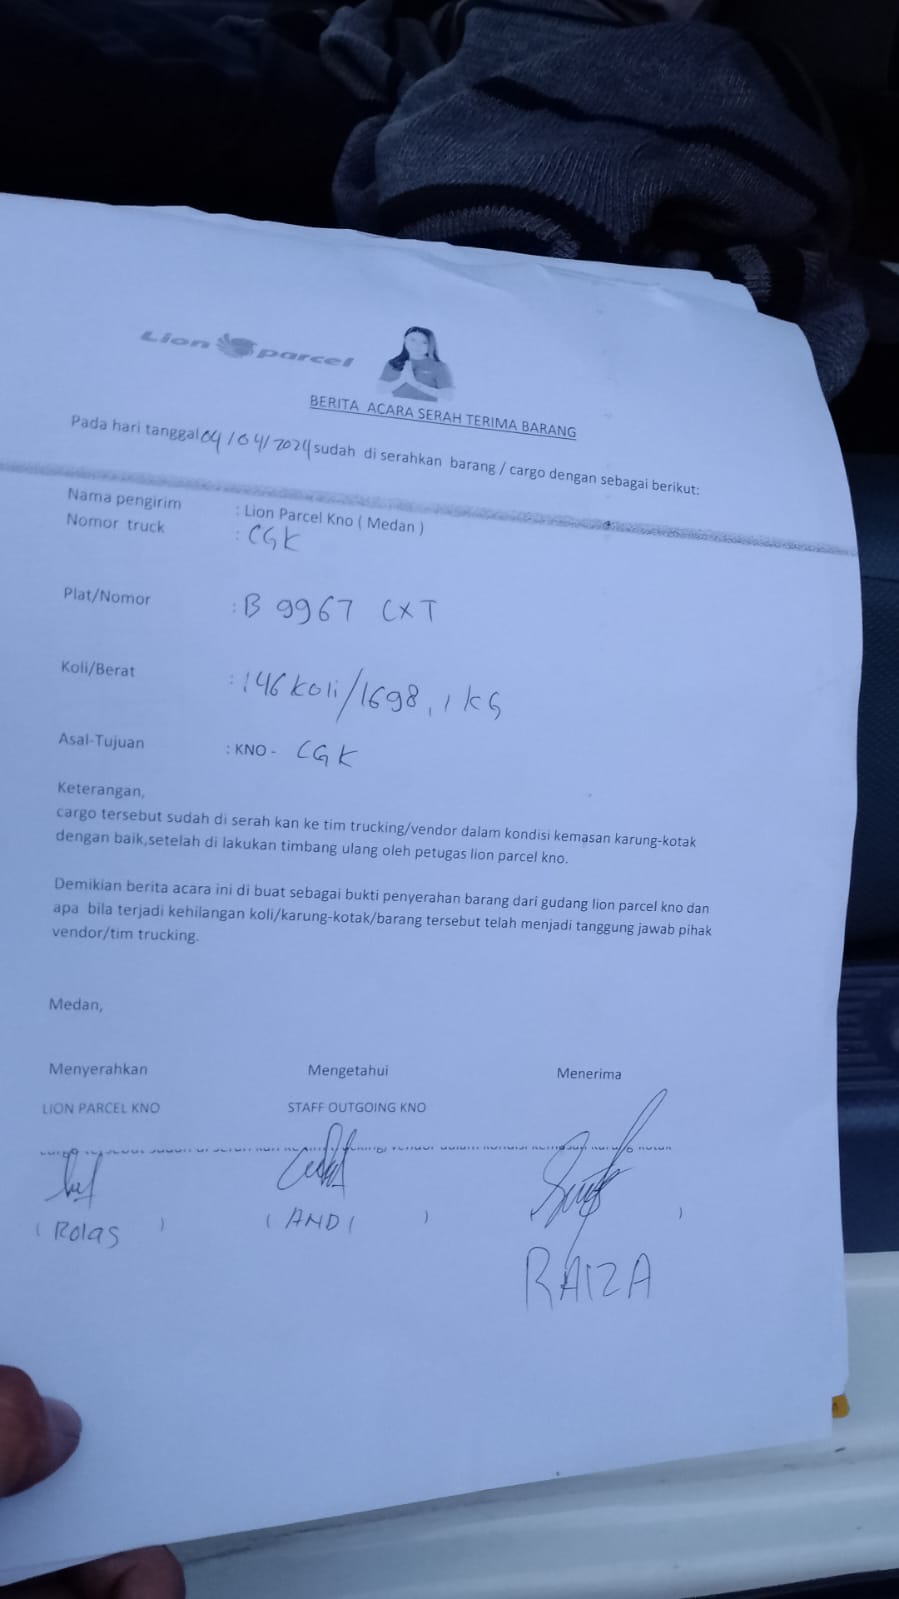 Lion parcel
BERITA ACARA SERAH TERIMA BARANG
Pada hari tanggal 04/04/2024 sudah di serahkan barang / cargo dengan sebagai berikut:
Nama pengirim : Lion Parcel Kno ( Medan )
Nomor truck : CGK
Plat/Nomor : B 9967 CXT
Koli/Berat : 146 Koli/1698,1 KG
Asal-Tujuan : KNO - CGK
Keterangan,
cargo tersebut sudah di serah kan ke tim trucking/vendor dalam kondisi kemasan karung-kotak
dengan baik,setelah di lakukan timbang ulang oleh petugas lion parcel kno.
Demikian berita acara ini di buat sebagai bukti penyerahan barang dari gudang lion parcel kno dan
apa bila terjadi kehilangan koli/karung-kotak/barang tersebut telah menjadi tanggung jawab pihak
vendor/tim trucking.
Medan,
Menyerahkan Mengetahui Menerima
LION PARCEL KNO STAFF OUTGOING KNO
( Rolas ) ( ANDI ) )
RAIZA